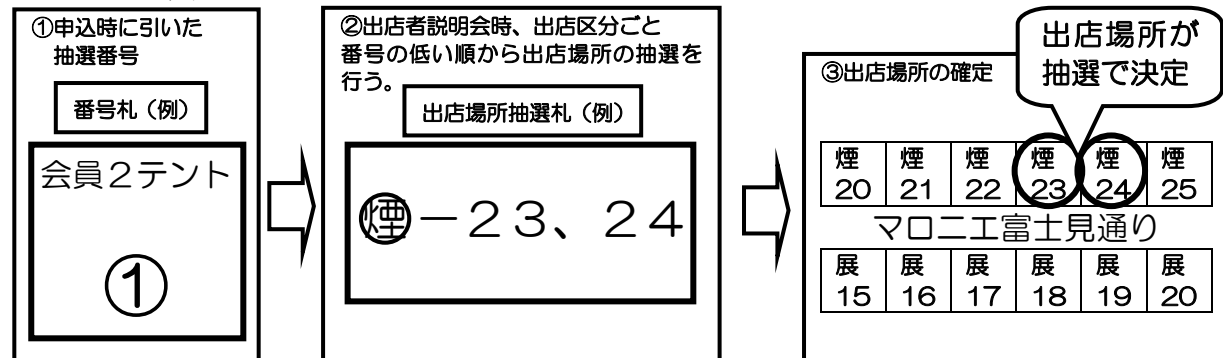 ①申込時に引いた
抽選番号
番号札（例）
会員２テント
①
②出店者説明会時、出店区分ごと
番号の低い順から出店場所の抽選を
行う。
出店場所抽選札（例）
㊭－２３、２４
③出店場所の確定
出店場所が
抽選で決定
煙 煙 煙 煙 煙 煙
20 21 22 23 24 25
マロニエ富士見通り
展 展 展 展 展 展
15 16 17 18 19 20